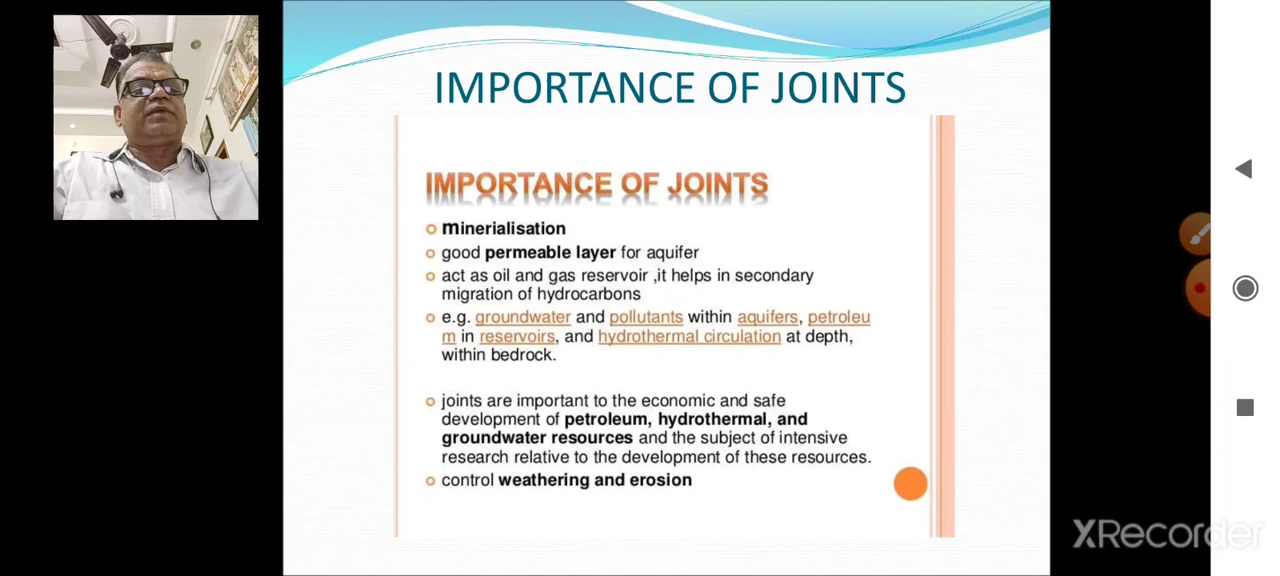 IMPORTANCE OF JOINTS
IMPORTANCE OF JOINTS
minerialisation
good permeable layer for aquifer
act as oil and gas reservoir ,it helps in secondary
migration of hydrocarbons
e.g. groundwater and pollutants within aquifers, petroleu
m in reservoirs, and hydrothermal circulation at depth,
within bedrock.
joints are important to the economic and safe
development of petroleum, hydrothermal, and
groundwater resources and the subject of intensive
research relative to the development of these resources.
control weathering and erosion
XRecorder